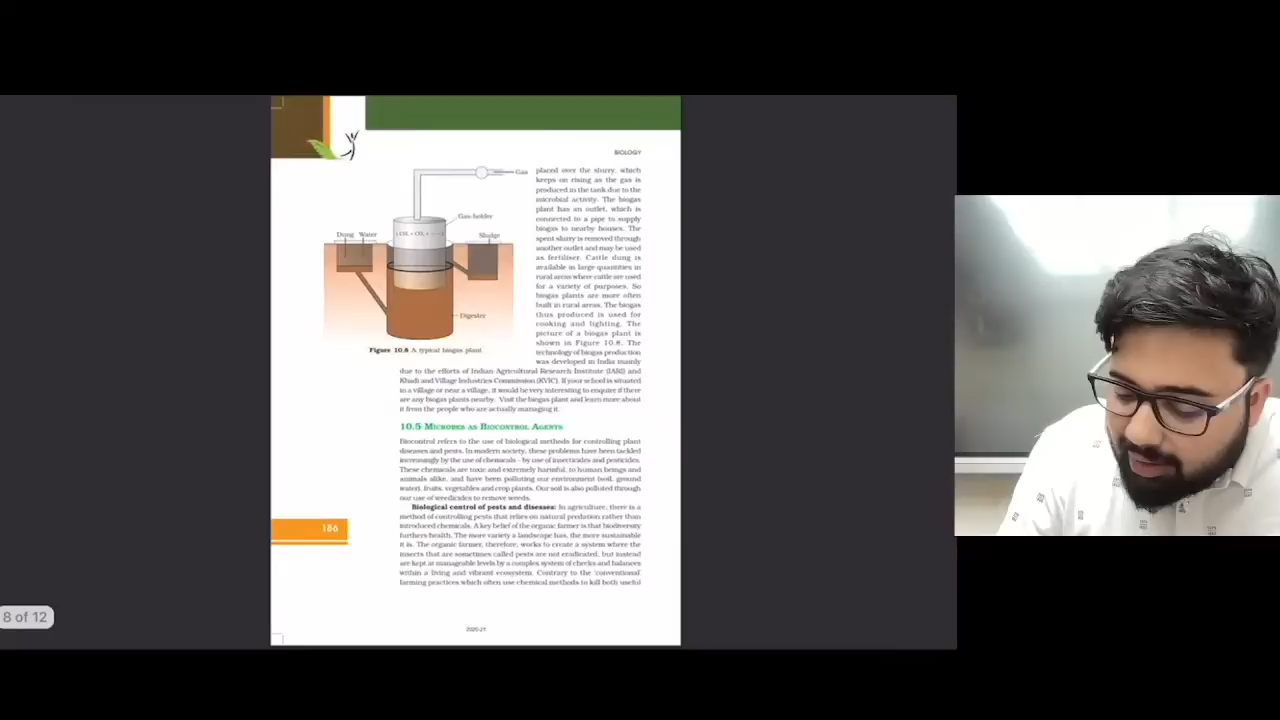 BIOLOGY
Gas
Gas-holder
Dung Water
Sludge
Digester
Figure 10.8 A typical biogas plant
placed over the slurry, which
keeps on rising as the gas is
produced in the tank due to the
microbial activity. The biogas
plant has an outlet, which is
connected to a pipe to supply
biogas to nearby houses. The
spent slurry is removed through
another outlet and may be used
as fertiliser. Cattle dung is
available in large quantities in
rural areas where cattle are used
for a variety of purposes. So
biogas plants are more often
built in rural areas. The biogas
thus produced is used for
cooking and lighting. The
picture of a biogas plant is
shown in Figure 10.8. The
technology of biogas production
was developed in India mainly
due to the efforts of Indian Agricultural Research Institute (IARI) and
Khadi and Village Industries Commission (KVIC). If your school is situated
in a village or near a village, it would be very interesting to enquire if there
are any biogas plants nearby. Visit the biogas plant and learn more about
it from the people who are actually managing it.
10.5 MICROBES AS BIOCONTROL AGENTS
Biocontrol refers to the use of biological methods for controlling plant
diseases and pests. In modern society, these problems have been tackled
increasingly by the use of chemicals – by use of insecticides and pesticides.
These chemicals are toxic and extremely harmful, to human beings and
animals alike, and have been polluting our environment (soil, ground
water), fruits, vegetables and crop plants. Our soil is also polluted through
our use of weedicides to remove weeds.
Biological control of pests and diseases: In agriculture, there is a
method of controlling pests that relies on natural predation rather than
introduced chemicals. A key belief of the organic farmer is that biodiversity
furthers health. The more variety a landscape has, the more sustainable
it is. The organic farmer, therefore, works to create a system where the
insects that are sometimes called pests are not eradicated, but instead
are kept at manageable levels by a complex system of checks and balances
within a living and vibrant ecosystem. Contrary to the 'conventional'
farming practices which often use chemical methods to kill both useful
186
2020-21
8 of 12